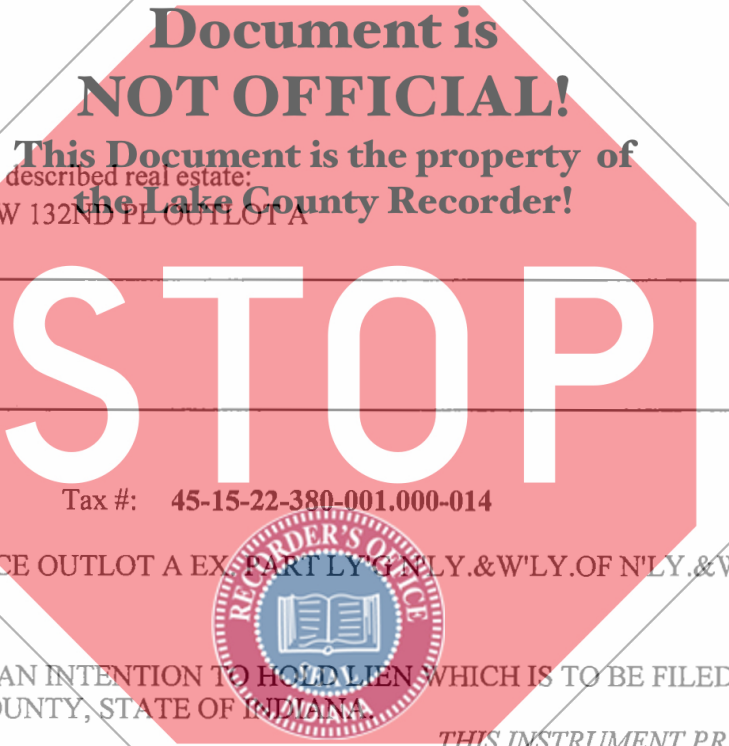 Document is
NOT OFFICIAL!
This Document is the property of
described real estate:
the Lake County Recorder!
W 132ND PL OUTLOT A
STOP
Tax #: 45-15-22-380-001.000-014
RECORDER'S OFFICE
CE OUTLOT A EX. PART LY'G N'LY.&W'LY.OF N'LY.&W
AN INTENTION TO HOLD LIEN WHICH IS TO BE FILED
OUNTY, STATE OF INDIANA.
SEAL
INDIANA
THIS INSTRUMENT PR